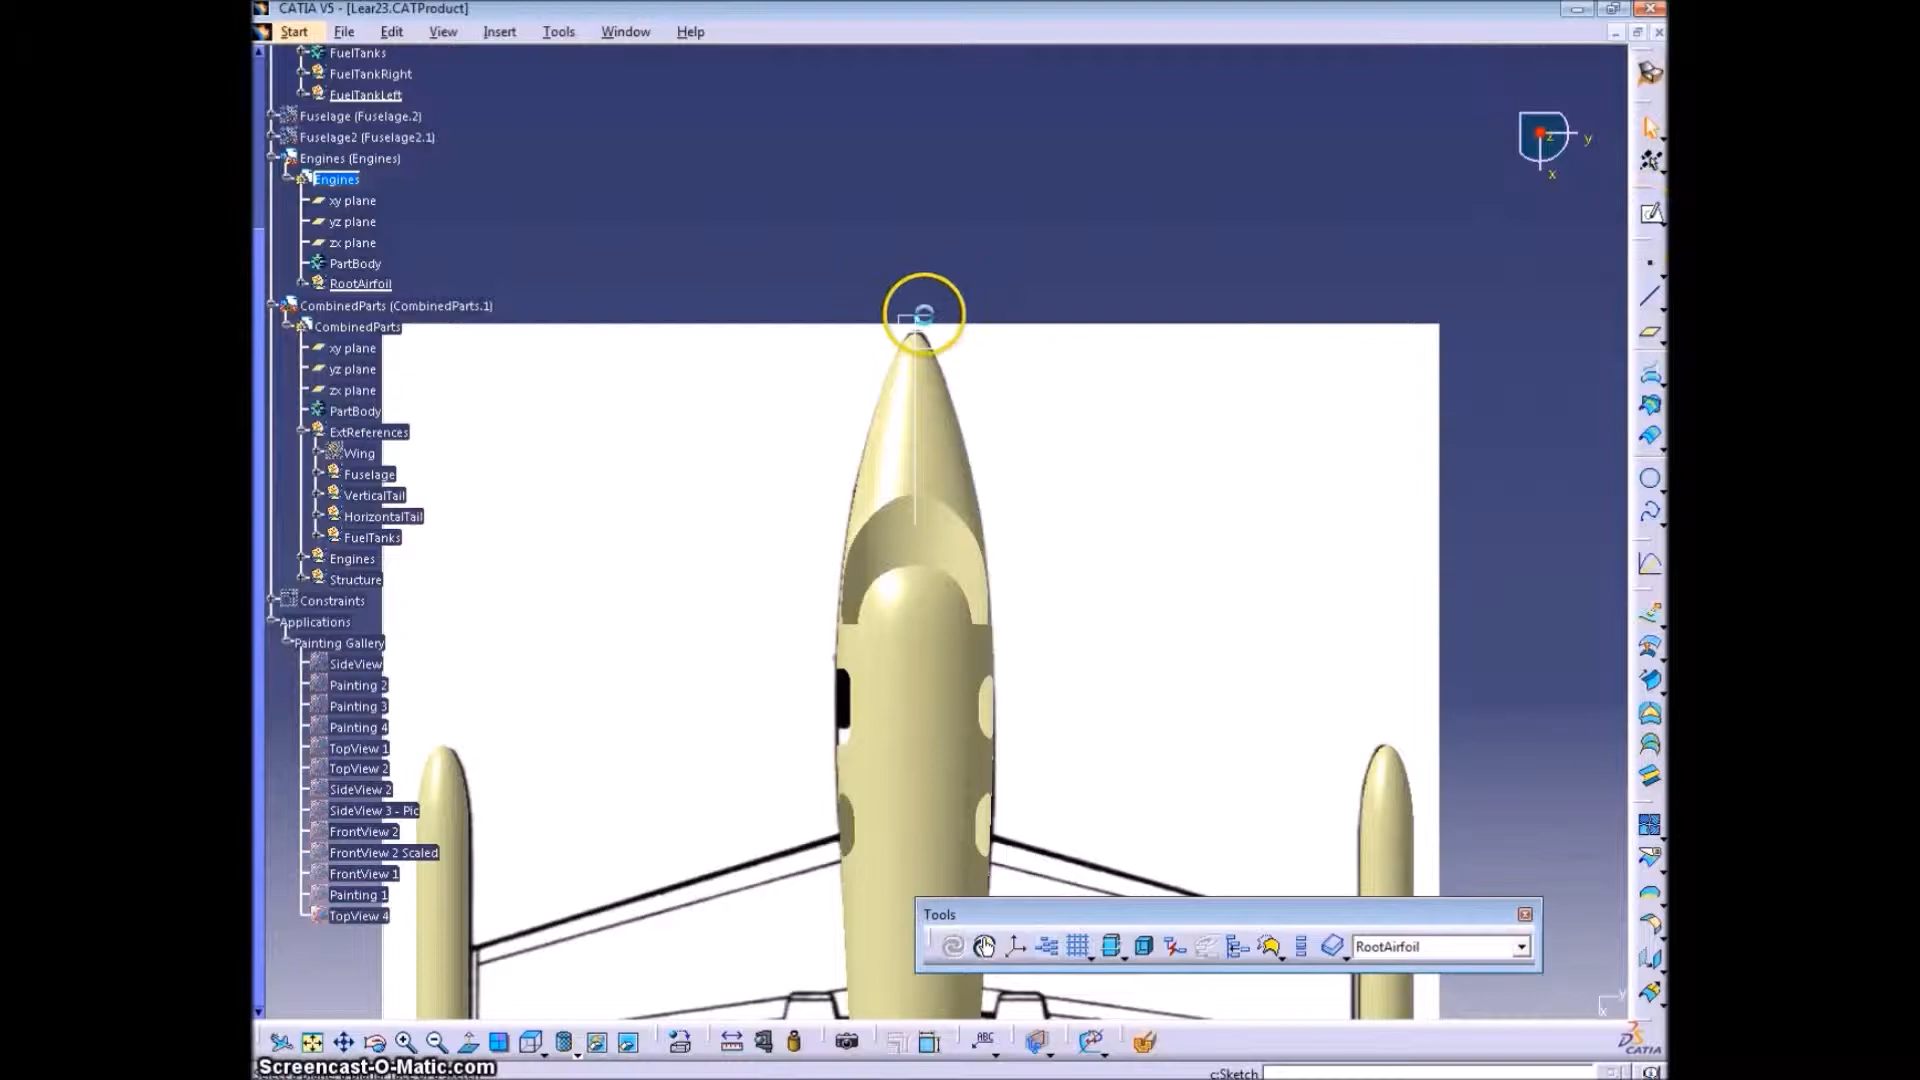 CATIA V5 - [Lear23.CATProduct]
Start File Edit View Insert Tools Window Help
FuelTanks
FuelTankRight
FuelTankLeft
Fuselage (Fuselage.2)
Fuselage2 (Fuselage2.1)
Engines (Engines)
Engines
xy plane
yz plane
zx plane
PartBody
RootAirfoil
CombinedParts (CombinedParts.1)
CombinedParts
xy plane
yz plane
zx plane
PartBody
ExtReferences
Wing
Fuselage
VerticalTail
HorizontalTail
FuelTanks
Engines
Structure
Constraints
Applications
Painting Gallery
SideView
Painting 2
Painting 3
Painting 4
TopView 1
TopView 2
SideView 2
SideView 3 - Pic
FrontView 2
FrontView 2 Scaled
FrontView 1
Painting 1
TopView 4
z
y
x
Tools
RootAirfoil
y
x
ABC
CATIA
Screencast-O-Matic.com
c:Sketch